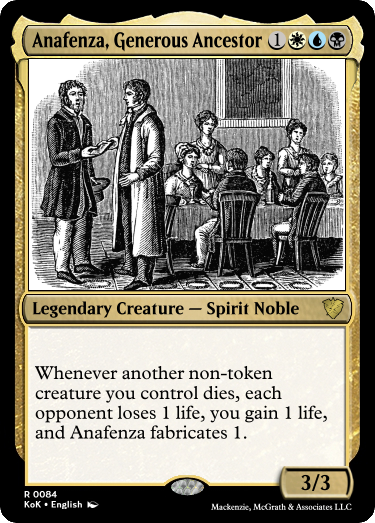 Anafenza, Generous Ancestor 1
Legendary Creature — Spirit Noble
Whenever another non-token
creature you control dies, each
opponent loses 1 life, you gain 1 life,
and Anafenza fabricates 1.
3/3
R 0084
KoK • English
Mackenzie, McGrath & Associates LLC